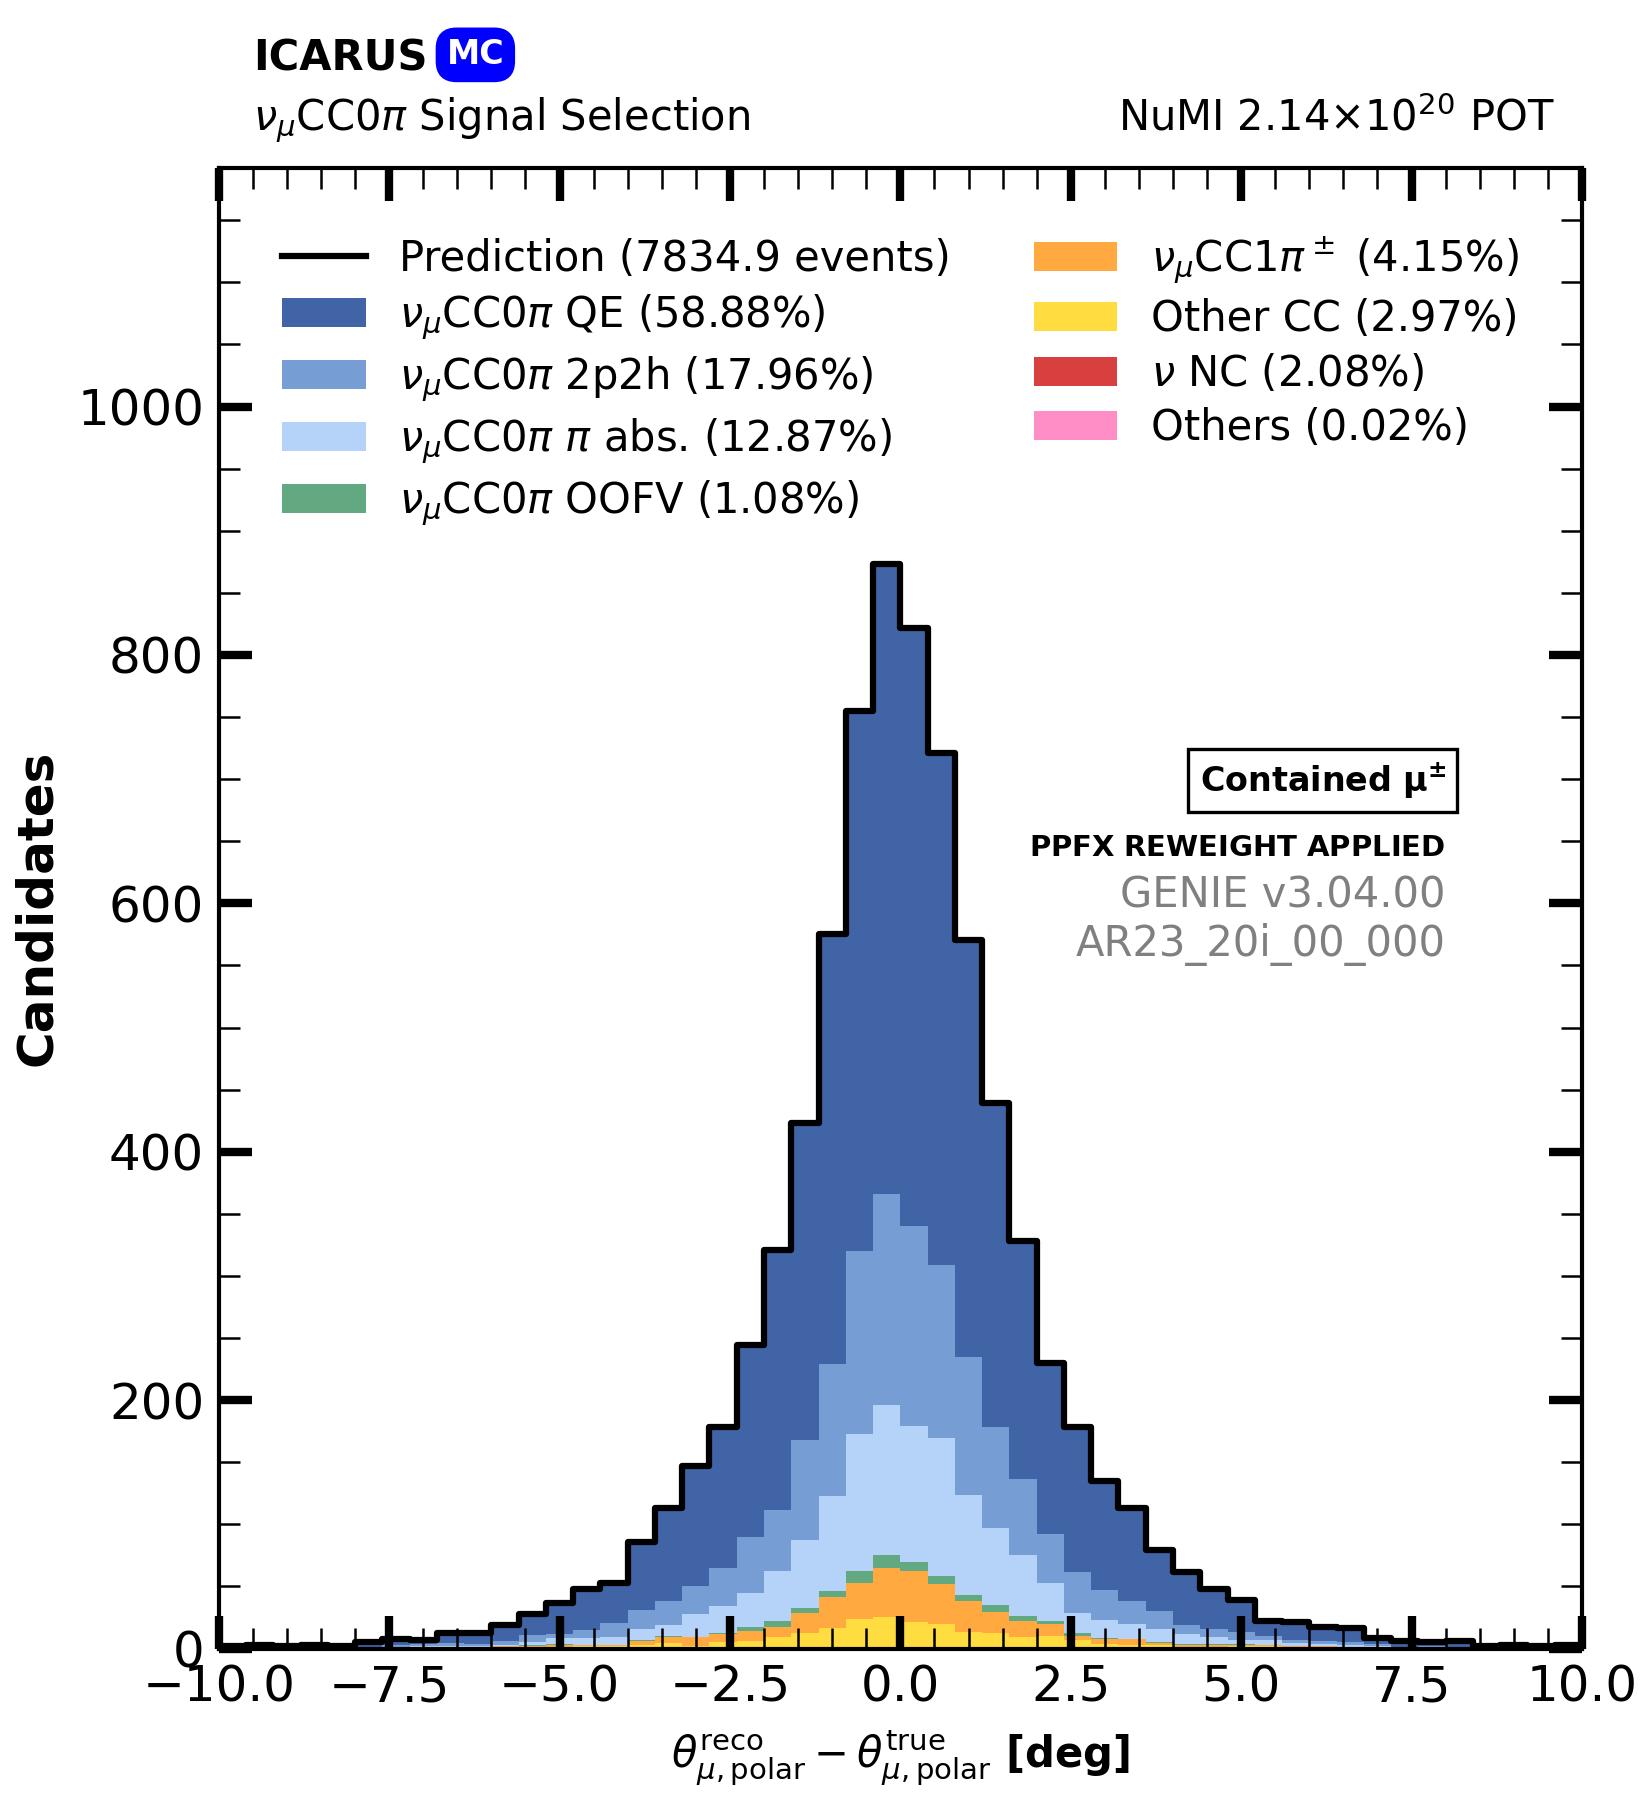 ICARUS MC
νμCC0π Signal Selection
NuMI 2.14×10²⁰ POT
Prediction (7834.9 events)
νμCC0π QE (58.88%)
νμCC0π 2p2h (17.96%)
νμCC0π π abs. (12.87%)
νμCC0π OOFV (1.08%)
νμCC1π± (4.15%)
Other CC (2.97%)
ν NC (2.08%)
Others (0.02%)
Contained μ±
PPFX REWEIGHT APPLIED
GENIE v3.04.00
AR23_20i_00_000
Candidates
1000
800
600
400
200
0
−10.0 −7.5 −5.0 −2.5 0.0 2.5 5.0 7.5 10.0
θ^reco_μ,polar − θ^true_μ,polar [deg]